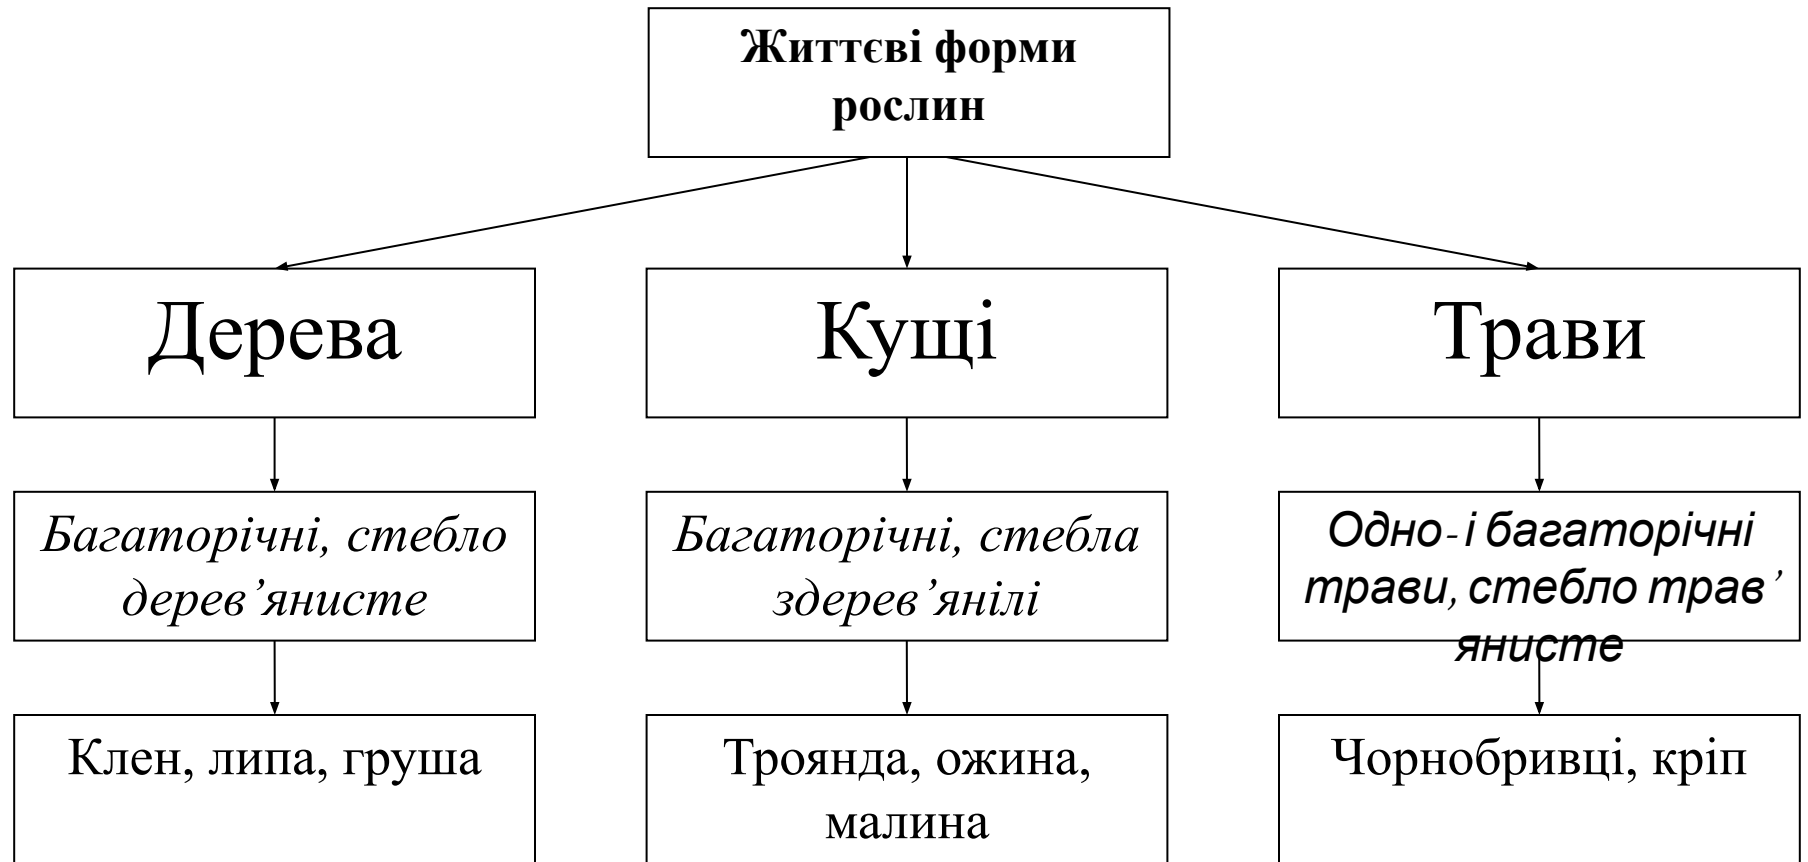 Життєві форми
рослин
Дерева
Кущі
Трави
Багаторічні, стебло
дерев’янисте
Багаторічні, стебла
здерев’янілі
Одно-і багаторічні
трави, стебло трав’
янисте
Клен, липа, груша
Троянда, ожина,
малина
Чорнобривці, кріп